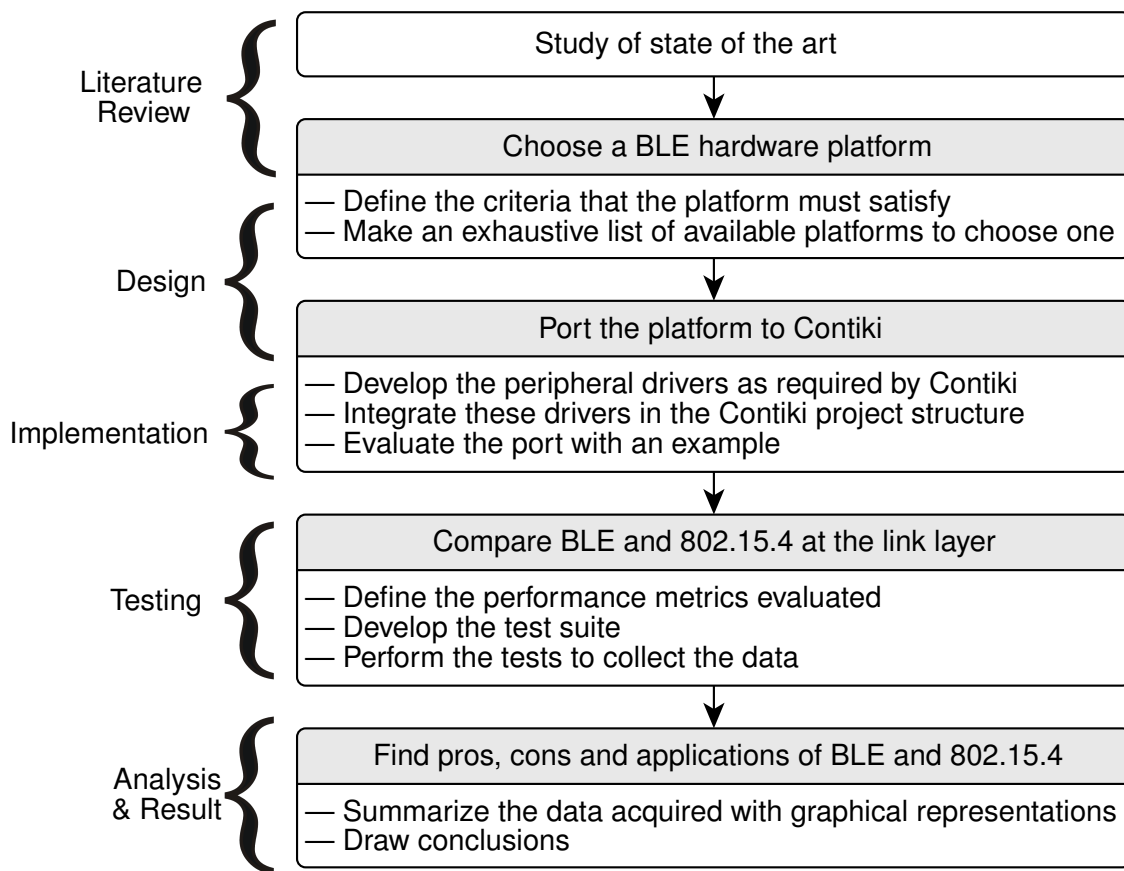 Literature
Review
Study of state of the art
Choose a BLE hardware platform
— Define the criteria that the platform must satisfy
— Make an exhaustive list of available platforms to choose one
Design
Port the platform to Contiki
— Develop the peripheral drivers as required by Contiki
— Integrate these drivers in the Contiki project structure
— Evaluate the port with an example
Implementation
Compare BLE and 802.15.4 at the link layer
— Define the performance metrics evaluated
— Develop the test suite
— Perform the tests to collect the data
Testing
Find pros, cons and applications of BLE and 802.15.4
— Summarize the data acquired with graphical representations
— Draw conclusions
Analysis
& Result